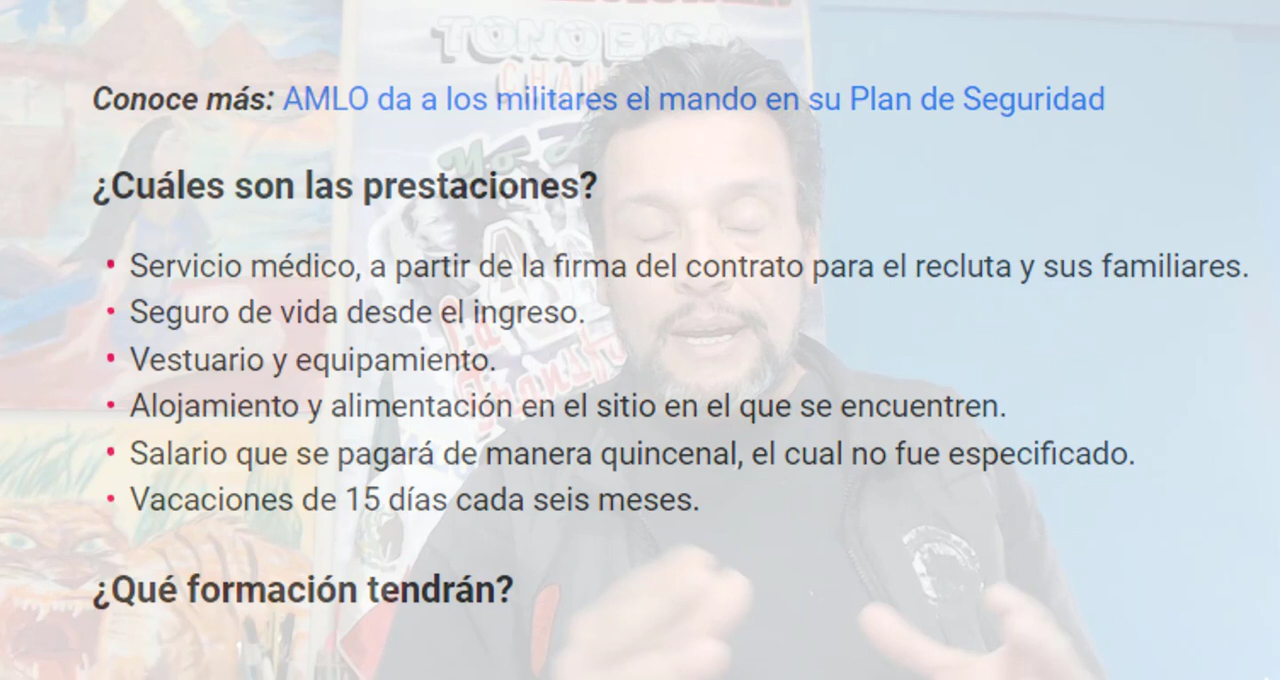 TOÑO BISA
Conoce más: AMLO da a los militares el mando en su Plan de Seguridad
¿Cuáles son las prestaciones?
• Servicio médico, a partir de la firma del contrato para el recluta y sus familiares.
• Seguro de vida desde el ingreso.
• Vestuario y equipamiento.
• Alojamiento y alimentación en el sitio en el que se encuentren.
• Salario que se pagará de manera quincenal, el cual no fue especificado.
• Vacaciones de 15 días cada seis meses.
¿Qué formación tendrán?